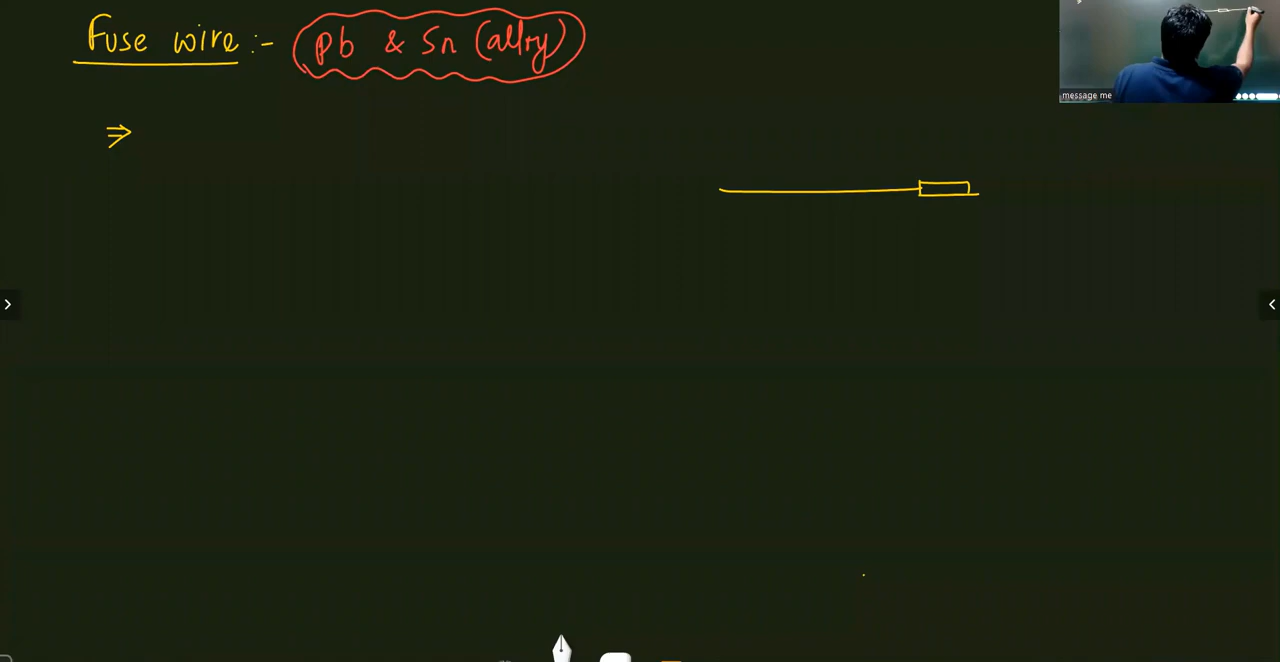 Fuse wire :- Pb & Sn (alloy)
⇒
message me